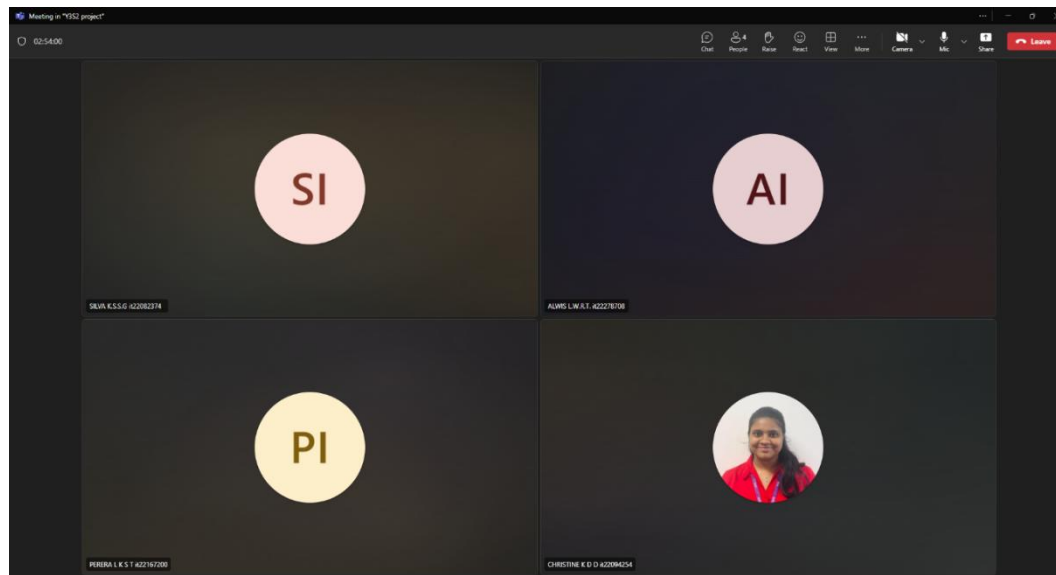 Meeting in "Y3S2 project"
02:54:00
Chat
People 4
Raise
React
View
More
Camera
Mic
Share
Leave
SI
AI
SILVA K.S.S.G it22082374
ALWIS L.W.R.T. it22278708
PI
PERERA L K S T it22167200
CHRISTINE K D D it22094254